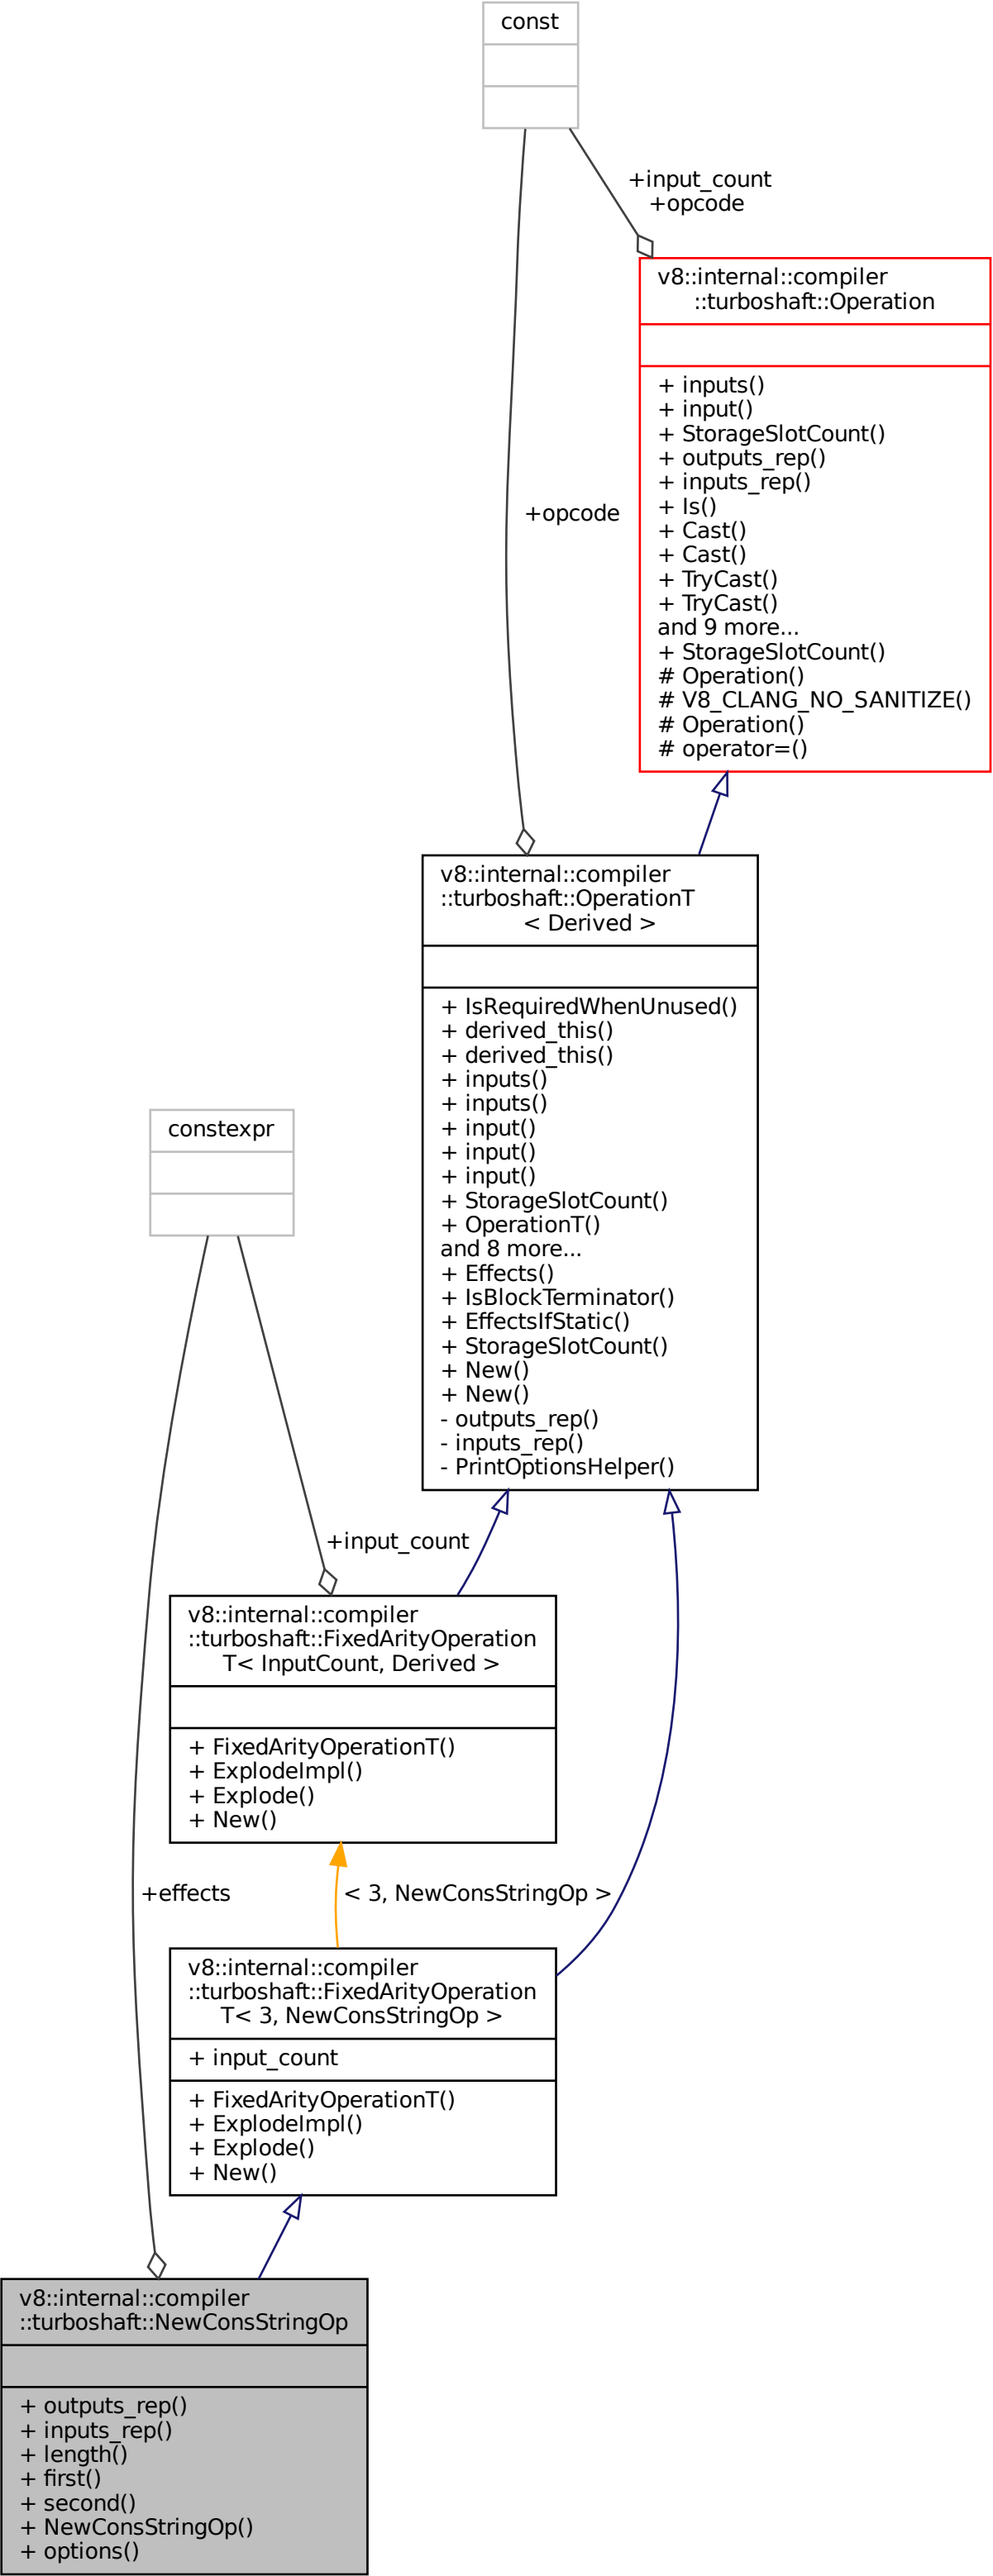 const
+input_count
+opcode
v8::internal::compiler
::turboshaft::Operation
+ inputs()
+ input()
+ StorageSlotCount()
+ outputs_rep()
+ inputs_rep()
+ Is()
+ Cast()
+ Cast()
+ TryCast()
+ TryCast()
and 9 more...
+ StorageSlotCount()
# Operation()
# V8_CLANG_NO_SANITIZE()
# Operation()
# operator=()
+opcode
v8::internal::compiler
::turboshaft::OperationT
< Derived >
+ IsRequiredWhenUnused()
+ derived_this()
+ derived_this()
+ inputs()
+ inputs()
+ input()
+ input()
+ input()
+ StorageSlotCount()
+ OperationT()
and 8 more...
+ Effects()
+ IsBlockTerminator()
+ EffectsIfStatic()
+ StorageSlotCount()
+ New()
+ New()
- outputs_rep()
- inputs_rep()
- PrintOptionsHelper()
constexpr
+input_count
v8::internal::compiler
::turboshaft::FixedArityOperation
T< InputCount, Derived >
+ FixedArityOperationT()
+ ExplodeImpl()
+ Explode()
+ New()
+effects
< 3, NewConsStringOp >
v8::internal::compiler
::turboshaft::FixedArityOperation
T< 3, NewConsStringOp >
+ input_count
+ FixedArityOperationT()
+ ExplodeImpl()
+ Explode()
+ New()
v8::internal::compiler
::turboshaft::NewConsStringOp
+ outputs_rep()
+ inputs_rep()
+ length()
+ first()
+ second()
+ NewConsStringOp()
+ options()